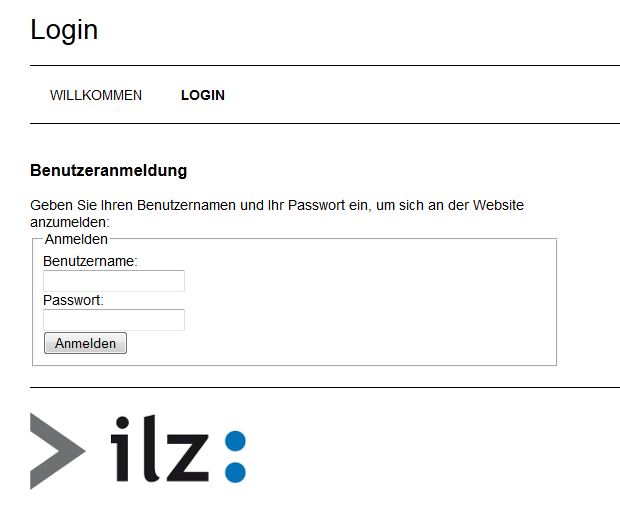 Login
WILLKOMMEN LOGIN
Benutzeranmeldung
Geben Sie Ihren Benutzernamen und Ihr Passwort ein, um sich an der Website
anzumelden:
Anmelden
Benutzername:
Passwort:
Anmelden
> ilz: